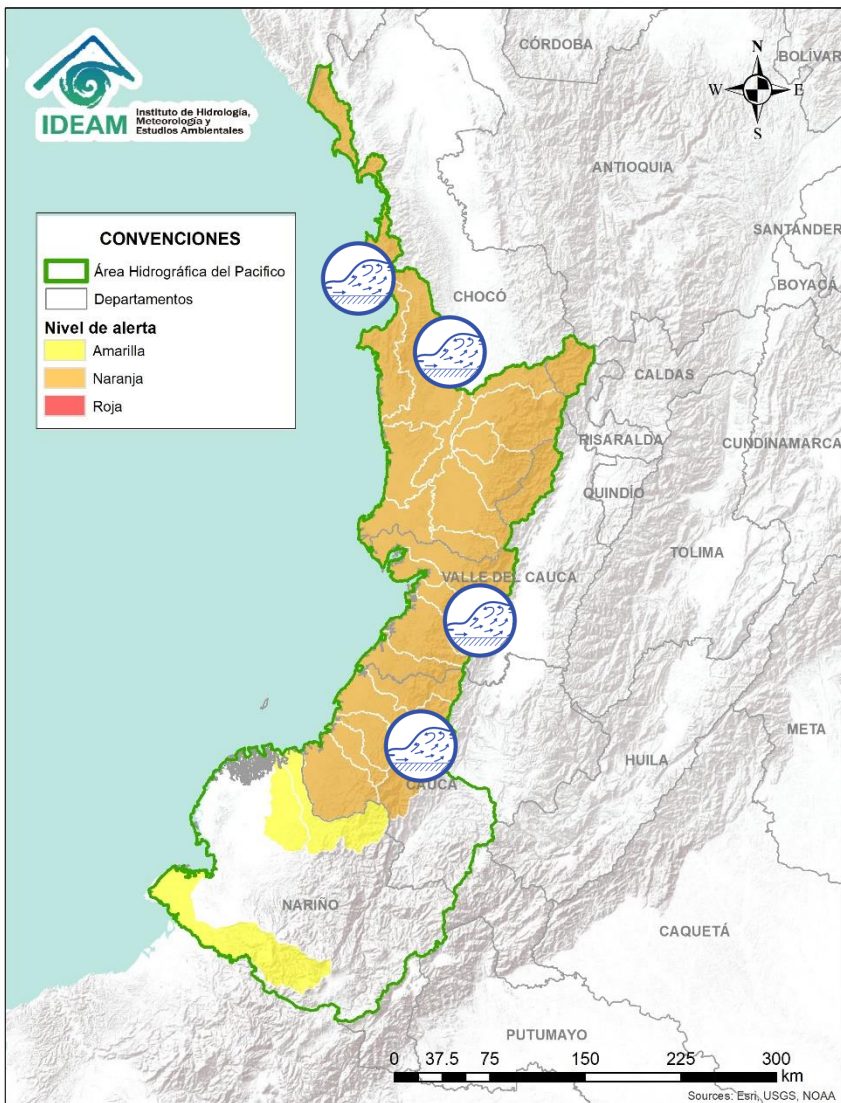 IDEAM
Instituto de Hidrología,
Meteorología y
Estudios Ambientales
CÓRDOBA
BOLÍVAR
N
W
E
S
ANTIOQUIA
SANTANDER
BOYACÁ
CONVENCIONES
Área Hidrográfica del Pacifico
Departamentos
Nivel de alerta
Amarilla
Naranja
Roja
CHOCÓ
CALDAS
RISARALDA
CUNDINAMARCA
QUINDÍO
TOLIMA
VALLE DEL CAUCA
META
HUILA
CAUCA
NARIÑO
CAQUETÁ
PUTUMAYO
0 37.5 75 150 225 300
km
Sources: Esri, USGS, NOAA